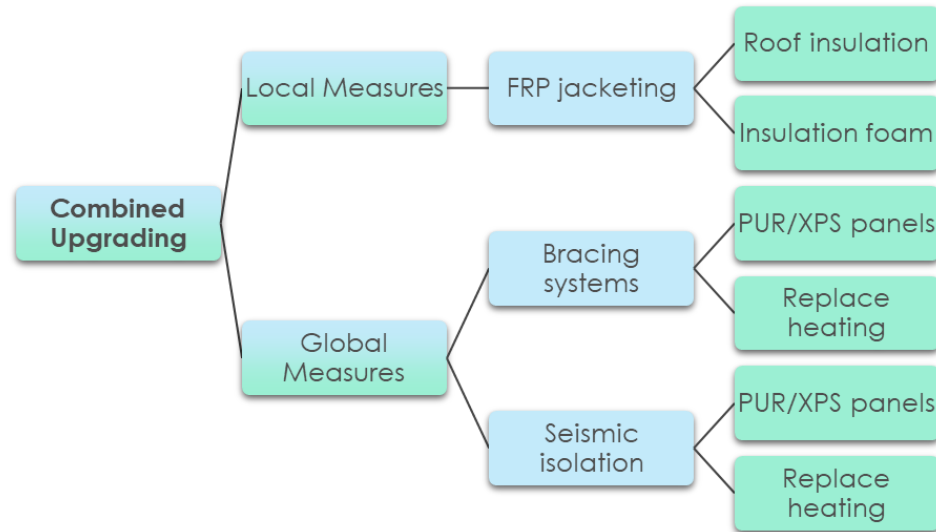 Roof insulation
Local Measures
FRP jacketing
Insulation foam
Combined
Upgrading
PUR/XPS panels
Bracing
systems
Replace
heating
Global
Measures
PUR/XPS panels
Seismic
isolation
Replace
heating